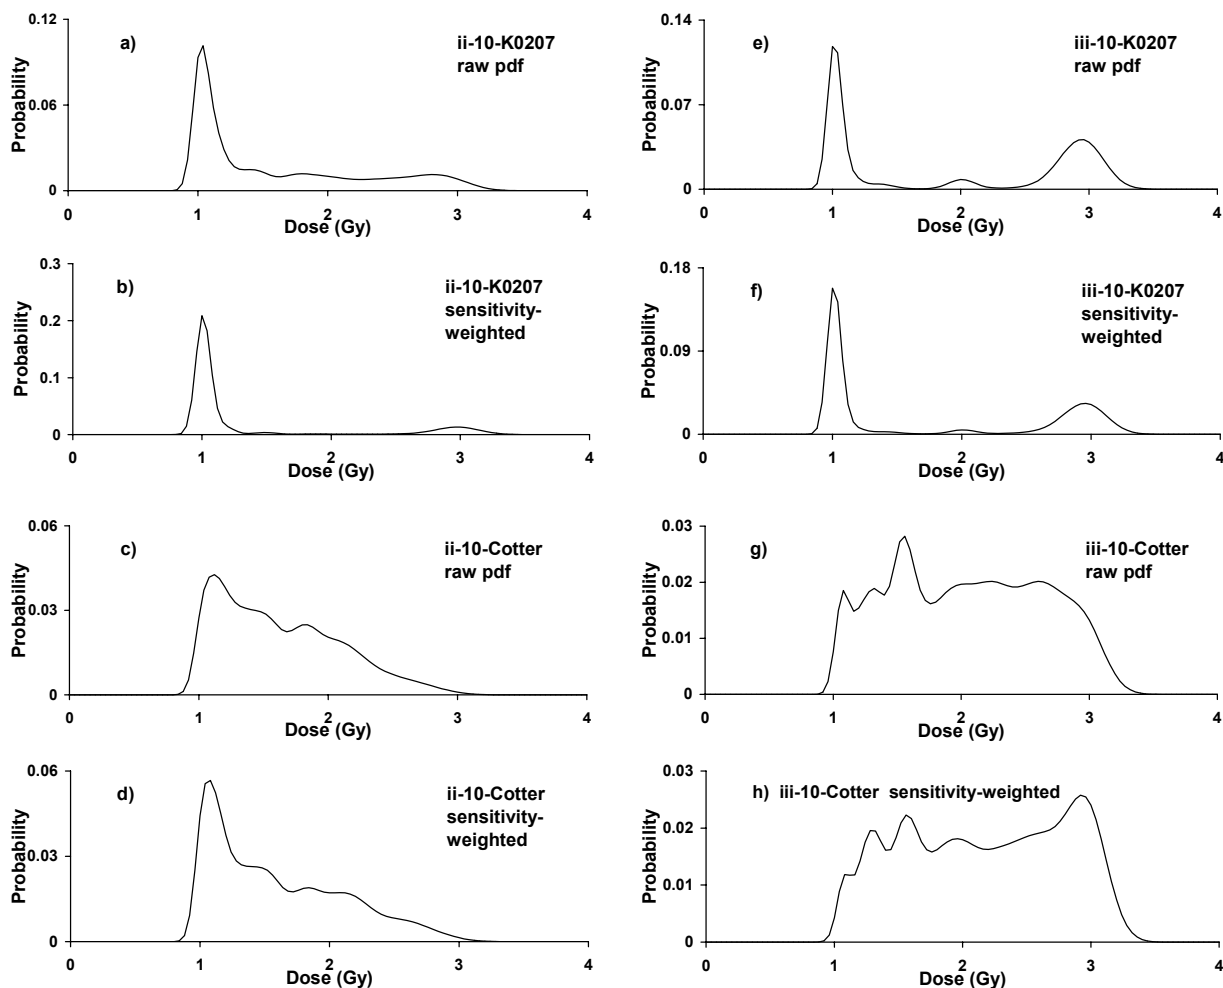 a)
ii-10-K0207
raw pdf
Probability
0.12
0.06
0
0
1
2
3
4
Dose (Gy)
b)
ii-10-K0207
sensitivity-
weighted
Probability
0.3
0.2
0.1
0
0
1
2
3
4
Dose (Gy)
c)
ii-10-Cotter
raw pdf
Probability
0.06
0.03
0
0
1
2
3
4
Dose (Gy)
d)
ii-10-Cotter
sensitivity-
weighted
Probability
0.06
0.03
0
0
1
2
3
4
Dose (Gy)
e)
iii-10-K0207
raw pdf
Probability
0.14
0.07
0
0
1
2
3
4
Dose (Gy)
f)
iii-10-K0207
sensitivity-
weighted
Probability
0.18
0.09
0
0
1
2
3
4
Dose (Gy)
g)
iii-10-Cotter
raw pdf
Probability
0.03
0.02
0.01
0
0
1
2
3
4
Dose (Gy)
h) iii-10-Cotter sensitivity-weighted
Probability
0.03
0.02
0.01
0
0
1
2
3
4
Dose (Gy)